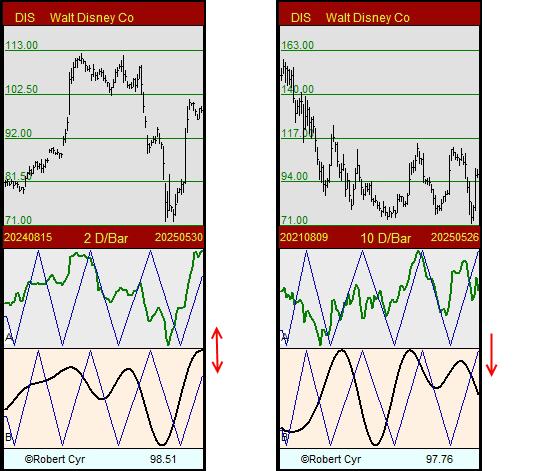 DIS Walt Disney Co
113.00
102.50
92.00
81.50
71.00
20240815 2 D/Bar 20250530
A
B
©Robert Cyr 98.51
DIS Walt Disney Co
163.00
140.00
117.00
94.00
71.00
20210809 10 D/Bar 20250526
A
B
©Robert Cyr 97.76